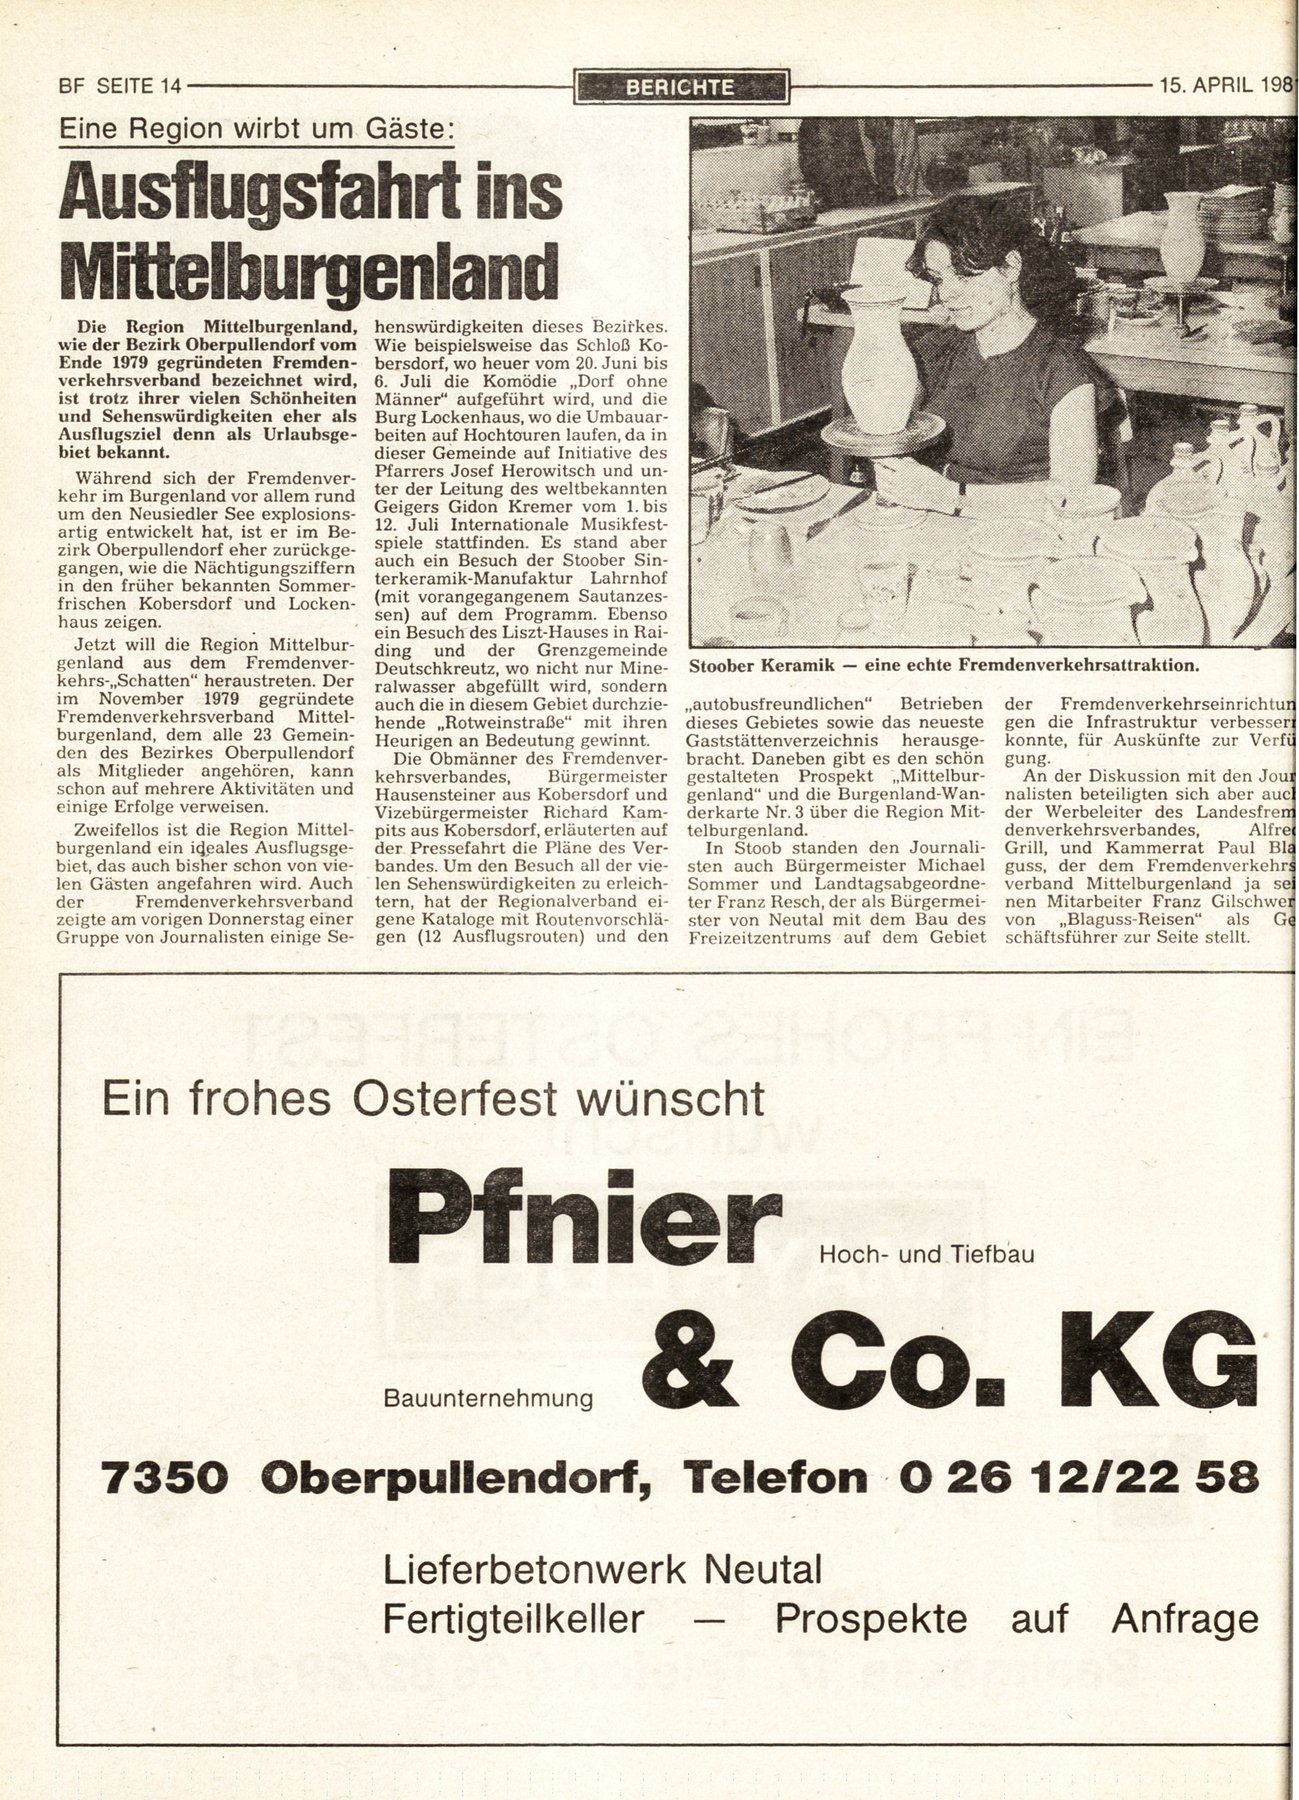 BF SEITE 14
BERICHTE
15. APRIL 198
Eine Region wirbt um Gäste:
Ausflugsfahrt ins
Mittelburgenland
Die Region Mittelburgenland,
wie der Bezirk Oberpullendorf vom
Ende 1979 gegründeten Fremden-
verkehrsverband bezeichnet wird,
ist trotz ihrer vielen Schönheiten
und Sehenswürdigkeiten eher als
Ausflugsziel denn als Urlaubsge-
biet bekannt.
Während sich der Fremdenver-
kehr im Burgenland vor allem rund
um den Neusiedler See explosions-
artig entwickelt hat, ist er im Be-
zirk Oberpullendorf eher zurückge-
gangen, wie die Nächtigungsziffern
in den früher bekannten Sommer-
frischen Kobersdorf und Locken-
haus zeigen.
Jetzt will die Region Mittelbur-
genland aus dem Fremdenver-
kehrs-„Schatten“ heraustreten. Der
im November 1979 gegründete
Fremdenverkehrsverband Mittel-
burgenland, dem alle 23 Gemein-
den des Bezirkes Oberpullendorf
als Mitglieder angehören, kann
schon auf mehrere Aktivitäten und
einige Erfolge verweisen.
Zweifellos ist die Region Mittel-
burgenland ein ideales Ausflugsge-
biet, das auch bisher schon von vie-
len Gästen angefahren wird. Auch
der Fremdenverkehrsverband
zeigte am vorigen Donnerstag einer
Gruppe von Journalisten einige Se-
henswürdigkeiten dieses Bezirkes.
Wie beispielsweise das Schloß Ko-
bersdorf, wo heuer vom 20. Juni bis
6. Juli die Komödie „Dorf ohne
Männer“ aufgeführt wird, und die
Burg Lockenhaus, wo die Umbauar-
beiten auf Hochtouren laufen, da in
dieser Gemeinde auf Initiative des
Pfarrers Josef Herowitsch und un-
ter der Leitung des weltbekannten
Geigers Gidon Kremer vom 1. bis
12. Juli Internationale Musikfest-
spiele stattfinden. Es stand aber
auch ein Besuch der Stoober Sin-
terkeramik-Manufaktur Lahrnhof
(mit vorangegangenem Sautanzes-
sen) auf dem Programm. Ebenso
ein Besuch des Liszt-Hauses in Rai-
ding und der Grenzgemeinde
Deutschkreutz, wo nicht nur Mine-
ralwasser abgefüllt wird, sondern
auch die in diesem Gebiet durchzie-
hende „Rotweinstraße“ mit ihren
Heurigen an Bedeutung gewinnt.
Die Obmänner des Fremdenver-
kehrsverbandes, Bürgermeister
Hausensteiner aus Kobersdorf und
Vizebürgermeister Richard Kam-
pits aus Kobersdorf, erläuterten auf
der Pressefahrt die Pläne des Ver-
bandes. Um den Besuch all der vie-
len Sehenswürdigkeiten zu erleich-
tern, hat der Regionalverband ei-
gene Kataloge mit Routenvorschlä-
gen (12 Ausflugsrouten) und den
Stoober Keramik — eine echte Fremdenverkehrsattraktion.
„autobusfreundlichen“ Betrieben
dieses Gebietes sowie das neueste
Gaststättenverzeichnis herausge-
bracht. Daneben gibt es den schön
gestalteten Prospekt „Mittelbur-
genland“ und die Burgenland-Wan-
derkarte Nr. 3 über die Region Mit-
telburgenland.
In Stoob standen den Journali-
sten auch Bürgermeister Michael
Sommer und Landtagsabgeordne-
ter Franz Resch, der als Bürgermei-
ster von Neutal mit dem Bau des
Freizeitzentrums auf dem Gebiet
der Fremdenverkehrseinrichtun
gen die Infrastruktur verbessern
konnte, für Auskünfte zur Verfü
gung.
An der Diskussion mit den Jour
nalisten beteiligten sich aber auch
der Werbeleiter des Landesfrem
denverkehrsverbandes, Alfred
Grill, und Kammerrat Paul Bla
guss, der dem Fremdenverkehrs
verband Mittelburgenland ja sei
nen Mitarbeiter Franz Gilschwer
von „Blaguss-Reisen“ als Ge
schäftsführer zur Seite stellt.
Ein frohes Osterfest wünscht
Pfnier
Hoch- und Tiefbau
& Co. KG
Bauunternehmung
7350 Oberpullendorf, Telefon 0 26 12/22 58
Lieferbetonwerk Neutal
Fertigteilkeller — Prospekte auf Anfrage